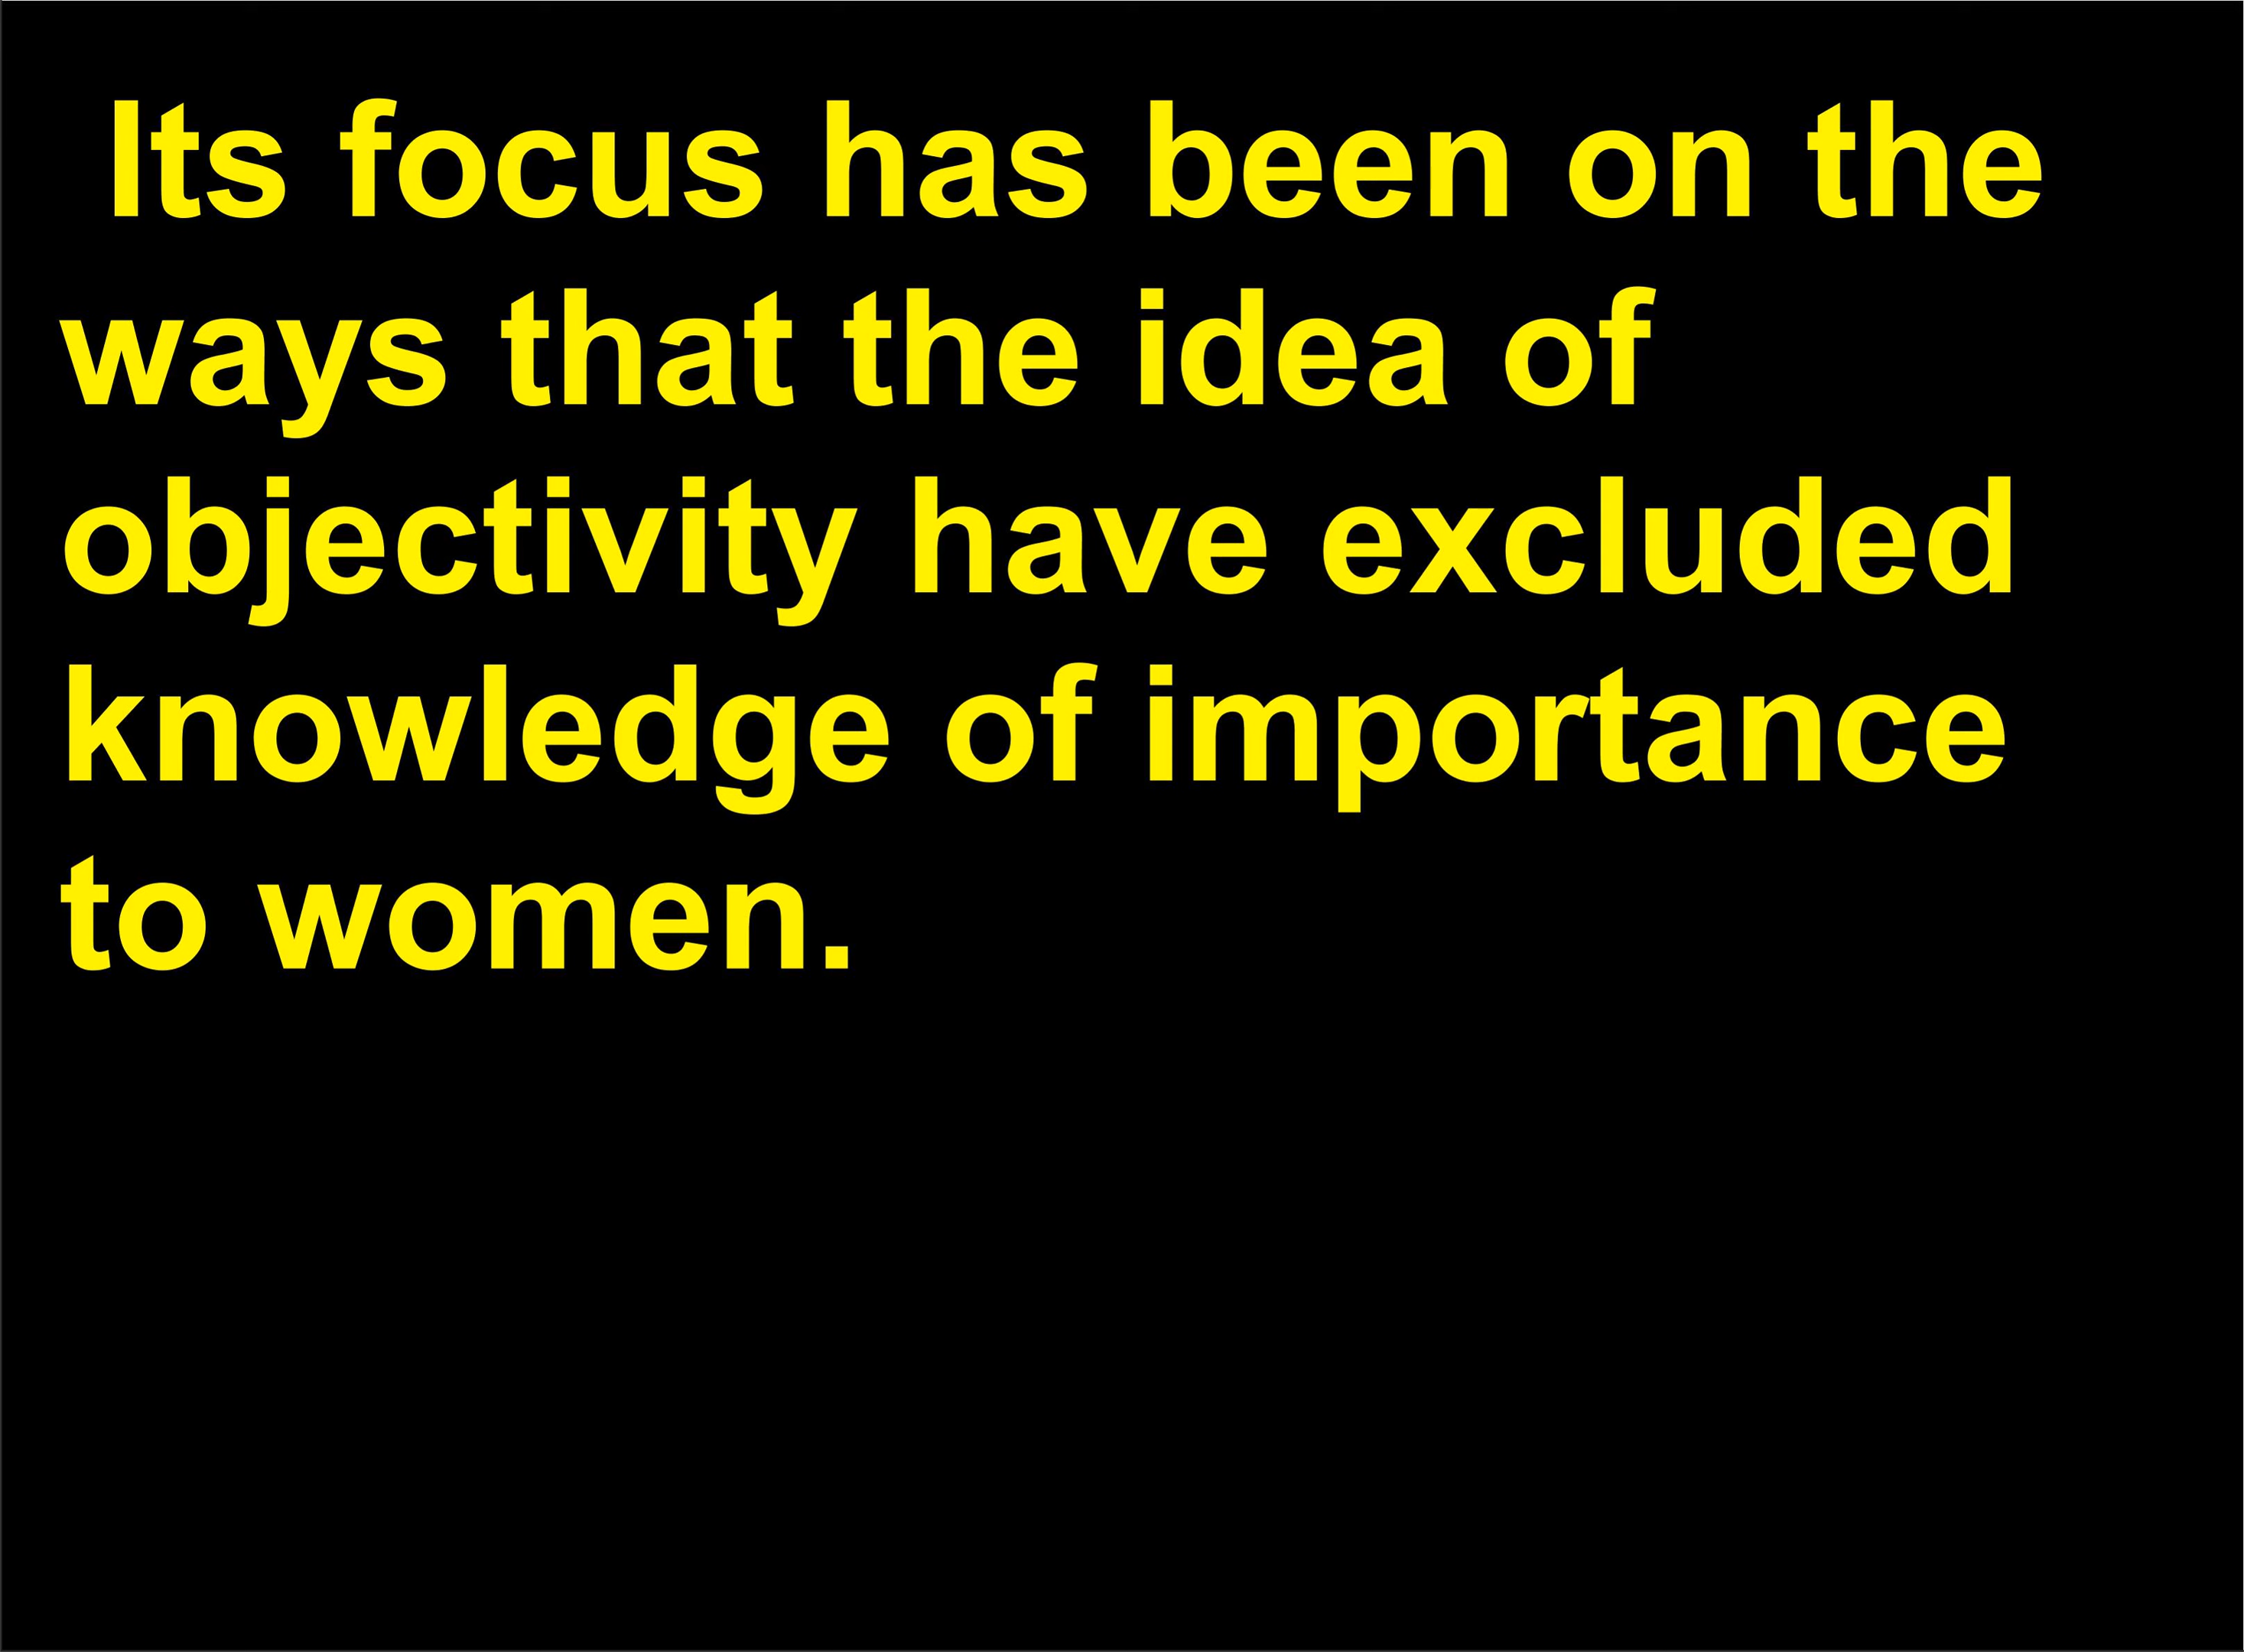 Its focus has been on the
ways that the idea of
objectivity have excluded
knowledge of importance
to women.